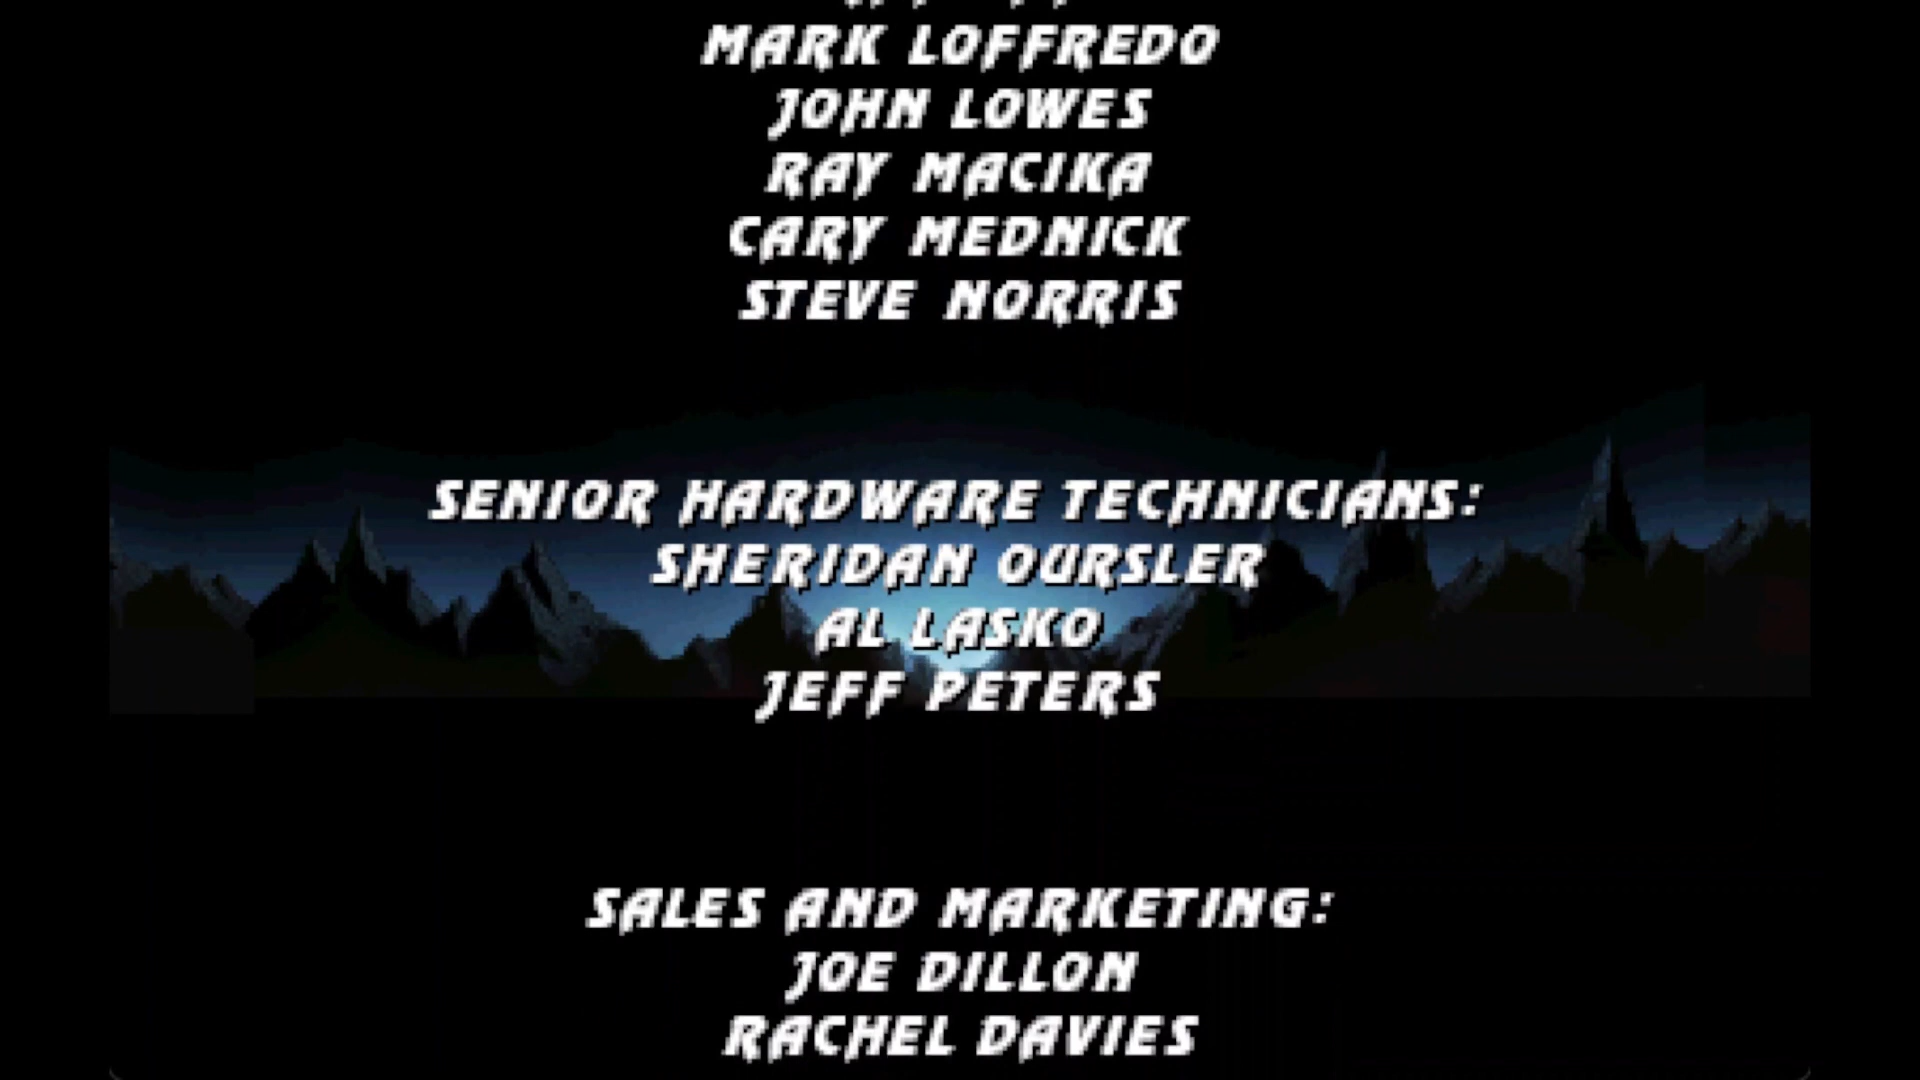 MARK LOFFREDO
JOHN LOWES
RAY MACIKA
CARY MEDNICK
STEVE NORRIS
SENIOR HARDWARE TECHNICIANS:
SHERIDAN OURSLER
AL LASKO
JEFF PETERS
SALES AND MARKETING:
JOE DILLON
RACHEL DAVIES